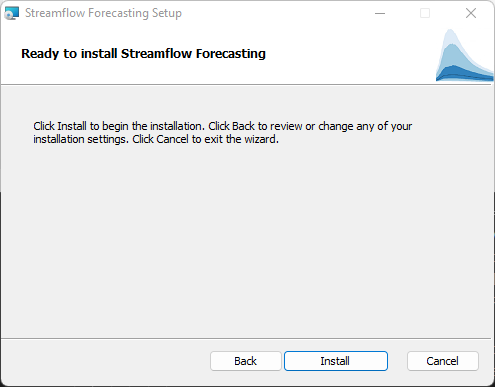 Streamflow Forecasting Setup
Ready to install Streamflow Forecasting
Click Install to begin the installation. Click Back to review or change any of your
installation settings. Click Cancel to exit the wizard.
Back
Install
Cancel